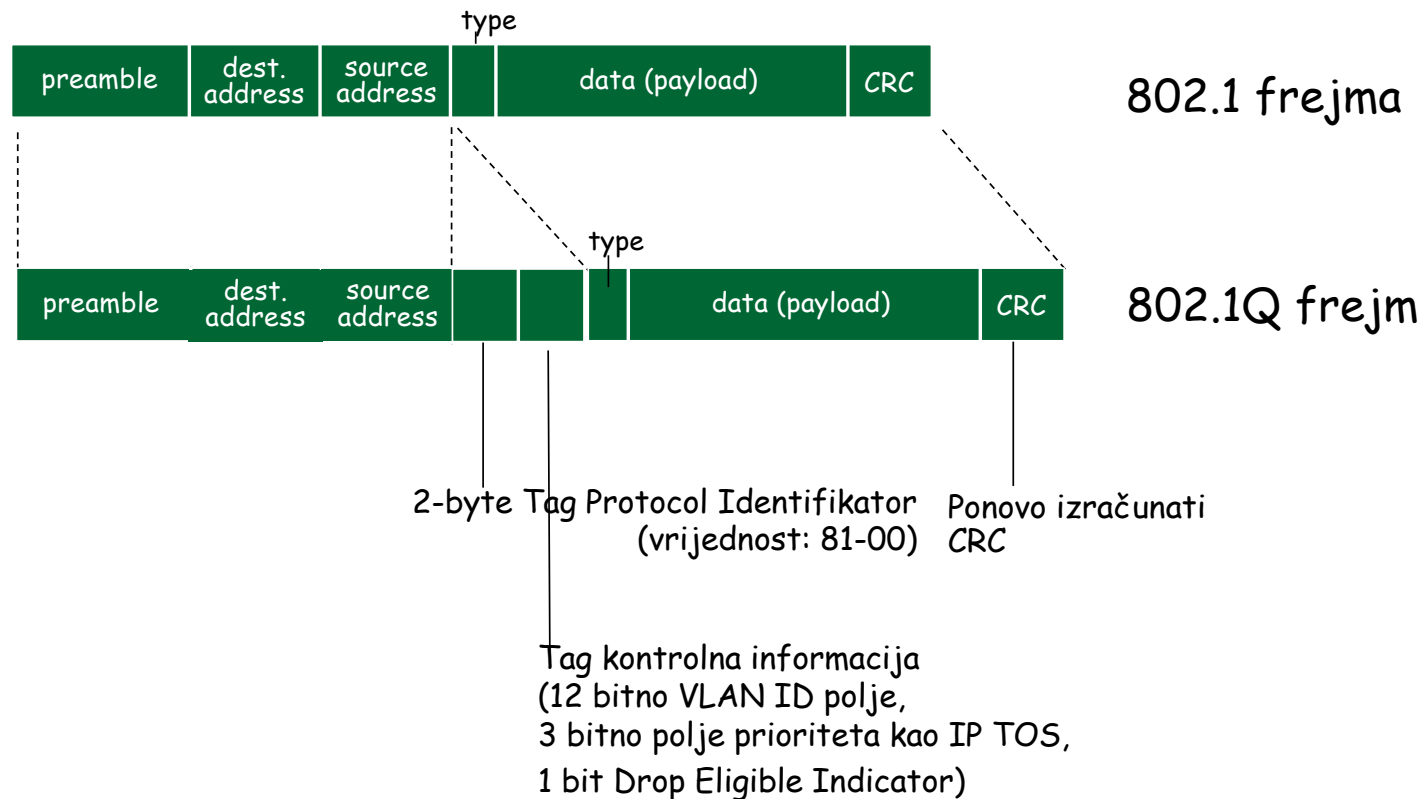 type
preamble
dest.
address
source
address
data (payload)
CRC
802.1 frejma
type
preamble
dest.
address
source
address
data (payload)
CRC
802.1Q frejm
2-byte Tag Protocol Identifikator
(vrijednost: 81-00)
Ponovo izračunati
CRC
Tag kontrolna informacija
(12 bitno VLAN ID polje,
3 bitno polje prioriteta kao IP TOS,
1 bit Drop Eligible Indicator)